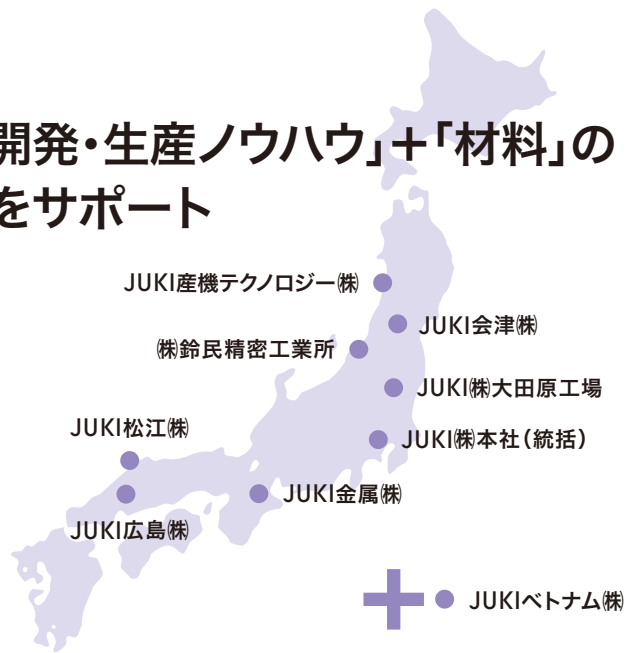 開発・生産ノウハウ」＋「材料」の
をサポート
JUKI産機テクノロジー㈱
JUKI会津㈱
㈱鈴民精密工業所
JUKI㈱大田原工場
JUKI松江㈱
JUKI㈱本社（統括）
JUKI金属㈱
JUKI広島㈱
JUKIベトナム㈱